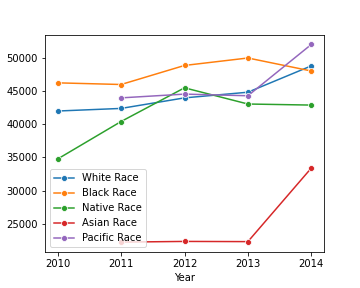 50000
45000
40000
35000
30000
25000
White Race
Black Race
Native Race
Asian Race
Pacific Race
2010 2011 2012 2013 2014
Year